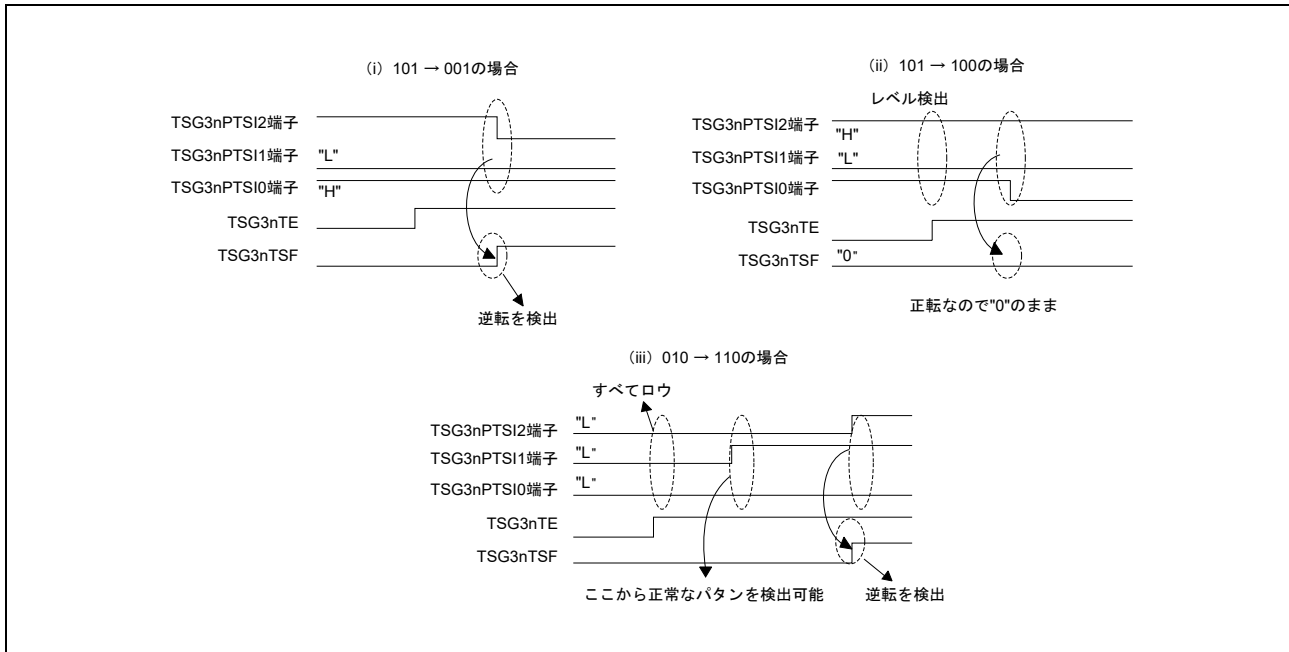 (i) 101 → 001の場合
TSG3nPTSI2端子
TSG3nPTSI1端子 "L"
TSG3nPTSI0端子 "H"
TSG3nTE
TSG3nTSF
逆転を検出
(ii) 101 → 100の場合
レベル検出
TSG3nPTSI2端子 "H"
TSG3nPTSI1端子 "L"
TSG3nPTSI0端子
TSG3nTE
TSG3nTSF "0"
正転なので"0"のまま
(iii) 010 → 110の場合
すべてロウ
TSG3nPTSI2端子 "L"
TSG3nPTSI1端子 "L"
TSG3nPTSI0端子 "L"
TSG3nTE
TSG3nTSF
ここから正常なパタンを検出可能 逆転を検出